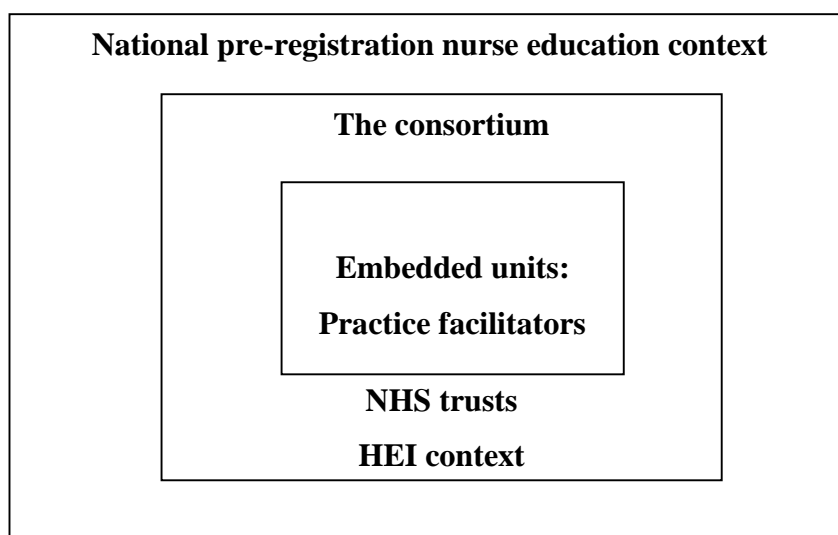 National pre-registration nurse education context
The consortium
Embedded units:
Practice facilitators
NHS trusts
HEI context